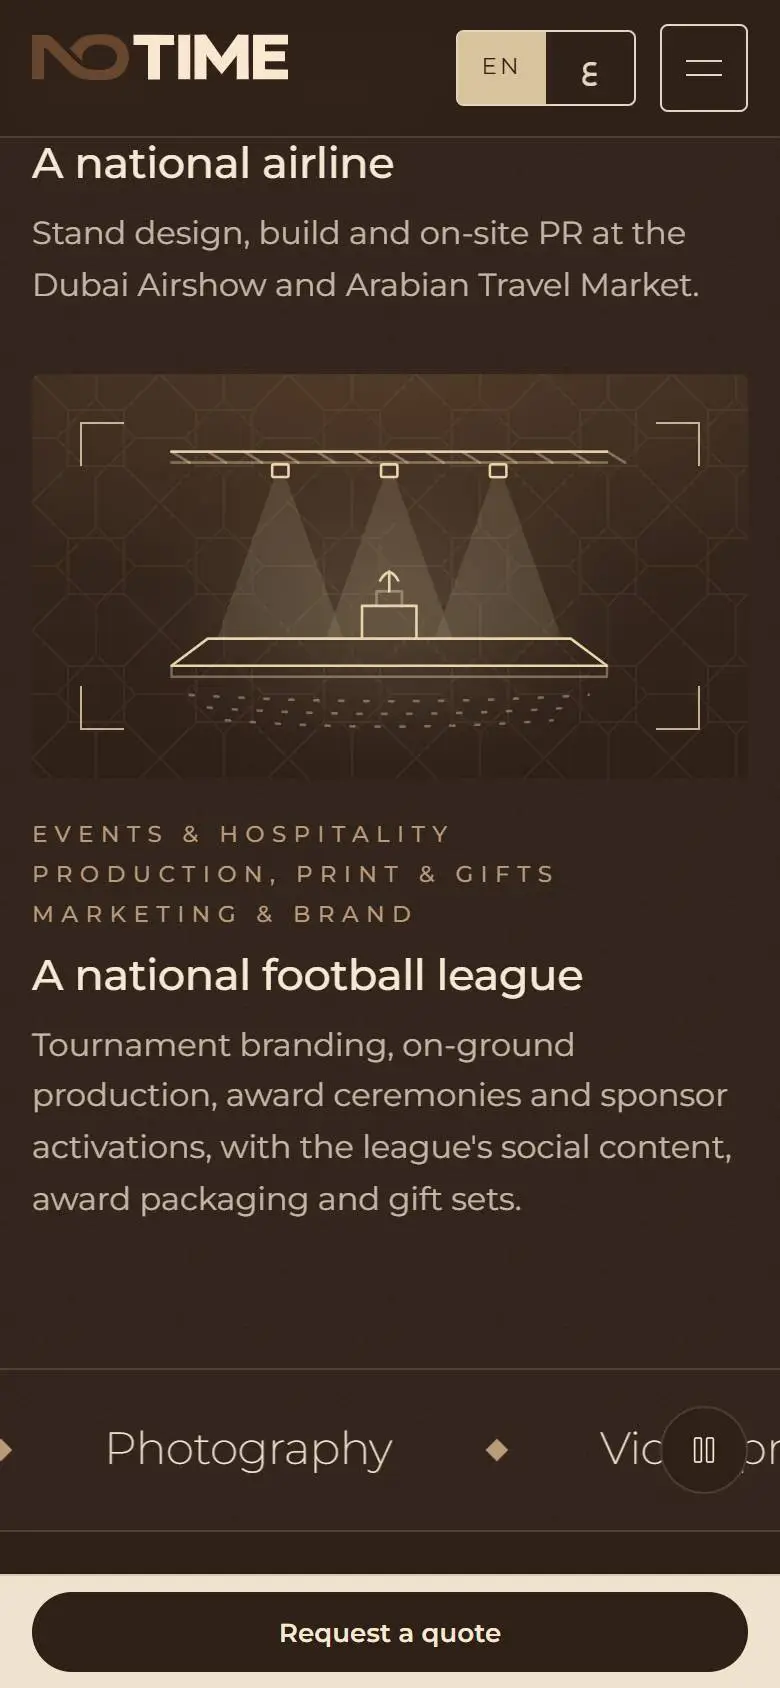 NO TIME
EN
ع
A national airline
Stand design, build and on-site PR at the
Dubai Airshow and Arabian Travel Market.
EVENTS & HOSPITALITY
PRODUCTION, PRINT & GIFTS
MARKETING & BRAND
A national football league
Tournament branding, on-ground
production, award ceremonies and sponsor
activations, with the league's social content,
award packaging and gift sets.
Photography
Request a quote